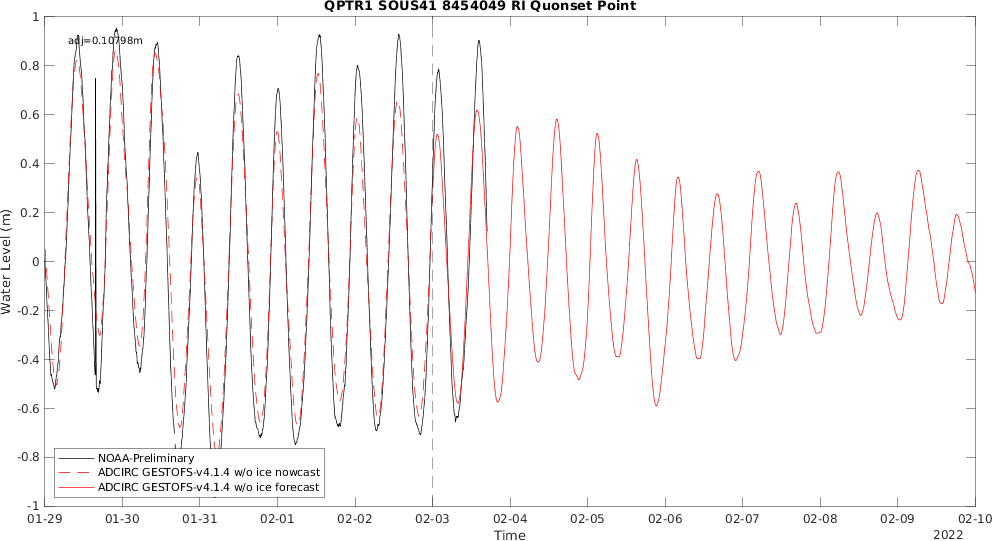 QPTR1 SOUS41 8454049 RI Quonset Point
adj=0.10798m
1
0.8
0.6
0.4
0.2
0
-0.2
-0.4
-0.6
-0.8
-1
Water Level (m)
NOAA-Preliminary
ADCIRC GESTOFS-v4.1.4 w/o ice nowcast
ADCIRC GESTOFS-v4.1.4 w/o ice forecast
01-29 01-30 01-31 02-01 02-02 02-03 02-04 02-05 02-06 02-07 02-08 02-09 02-10
Time
2022